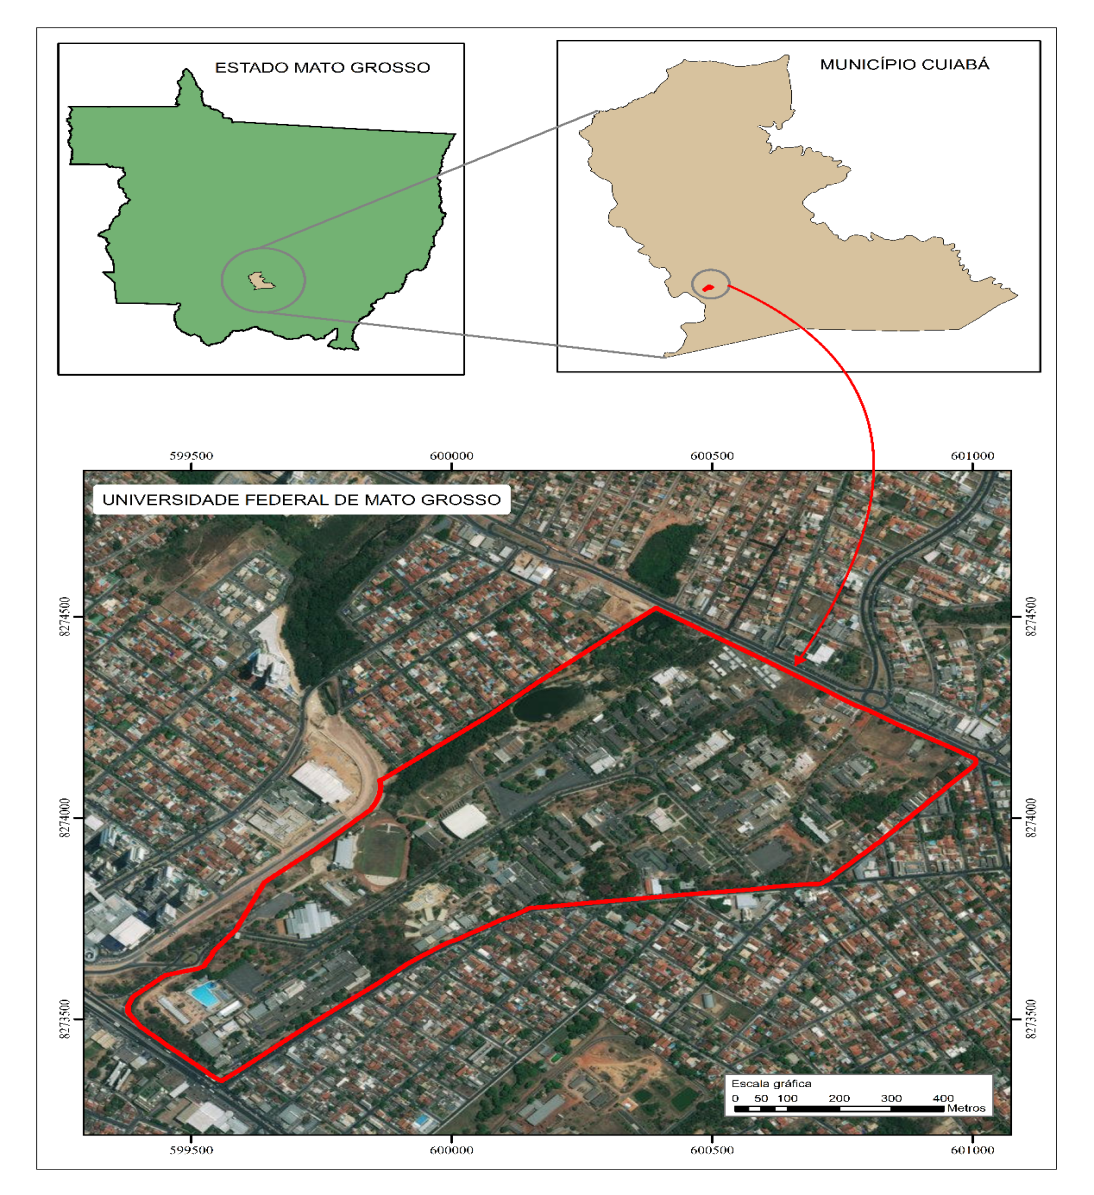 ESTADO MATO GROSSO
MUNICÍPIO CUIABÁ
599500 600000 600500 601000
UNIVERSIDADE FEDERAL DE MATO GROSSO
8274500 8274500
8274000 8274000
8273500 8273500
Escala gráfica
0 50 100 200 300 400
Metros
599500 600000 600500 601000